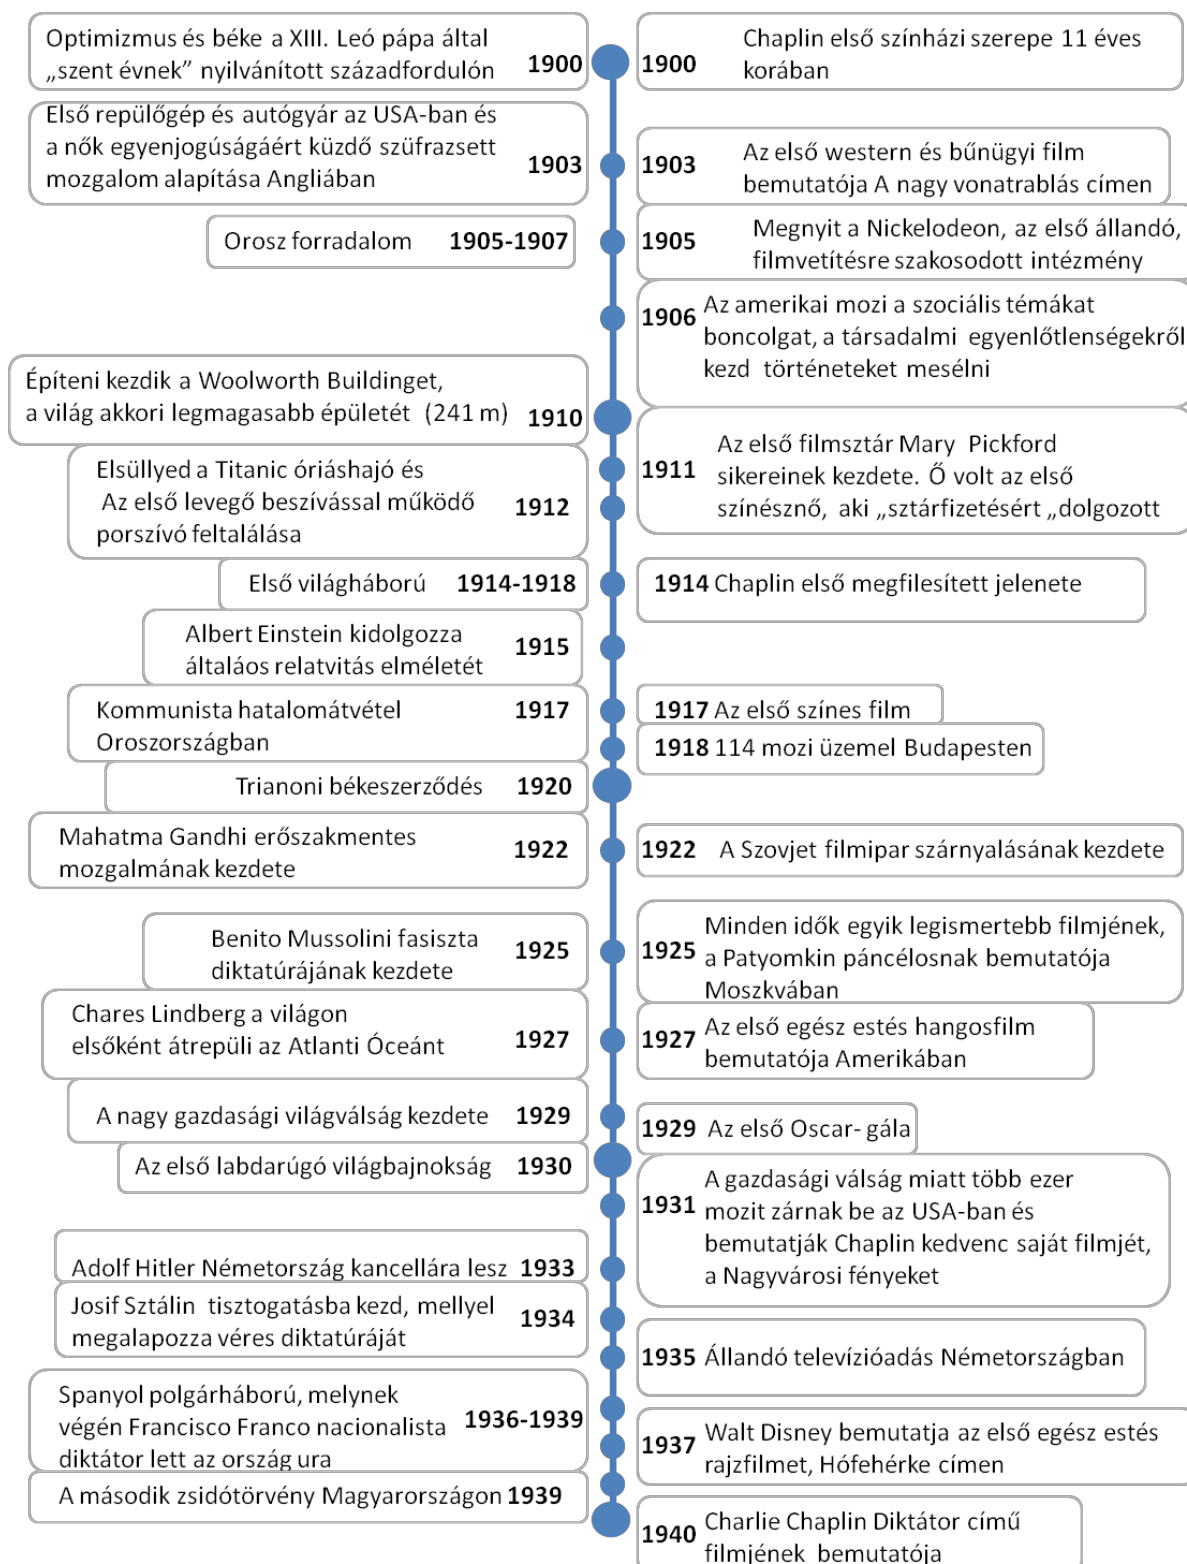 Optimizmus és béke a XIII. Leó pápa által
„szent évnek” nyilvánított századfordulón 1900
1900 Chaplin első színházi szerepe 11 éves
korában
Első repülőgép és autógyár az USA-ban és
a nők egyenjogúságáért küzdő szüfrazsett
mozgalom alapítása Angliában 1903
1903 Az első western és bűnügyi film
bemutatója A nagy vonatrablás címen
Orosz forradalom 1905-1907
1905 Megnyit a Nickelodeon, az első állandó,
filmvetítésre szakosodott intézmény
1906 Az amerikai mozi a szociális témákat
boncolgat, a társadalmi egyenlőtlenségekről
kezd történeteket mesélni
Építeni kezdik a Woolworth Buildinget,
a világ akkori legmagasabb épületét (241 m) 1910
1911 Az első filmsztár Mary Pickford
sikereinek kezdete. Ő volt az első
színésznő, aki „sztárfizetésért „dolgozott
Elsüllyed a Titanic óriáshajó és
Az első levegő beszívással működő 1912
porszívó feltalálása
Első világháború 1914-1918
1914 Chaplin első megfilesített jelenete
Albert Einstein kidolgozza 1915
általáos relatvitás elméletét
Kommunista hatalomátvétel 1917
Oroszországban
1917 Az első színes film
1918 114 mozi üzemel Budapesten
Trianoni békeszerződés 1920
Mahatma Gandhi erőszakmentes 1922
mozgalmának kezdete
1922 A Szovjet filmipar szárnyalásának kezdete
Benito Mussolini fasiszta 1925
diktatúrájának kezdete
1925 Minden idők egyik legismertebb filmjének,
a Patyomkin páncélosnak bemutatója
Moszkvában
Chares Lindberg a világon
elsőként átrepüli az Atlanti Óceánt 1927
1927 Az első egész estés hangosfilm
bemutatója Amerikában
A nagy gazdasági világválság kezdete 1929
1929 Az első Oscar- gála
Az első labdarúgó világbajnokság 1930
1931 A gazdasági válság miatt több ezer
mozit zárnak be az USA-ban és
bemutatják Chaplin kedvenc saját filmjét,
a Nagyvárosi fényeket
Adolf Hitler Németország kancellára lesz 1933
Josif Sztálin tisztogatásba kezd, mellyel 1934
megalapozza véres diktatúráját
1935 Állandó televízióadás Németországban
Spanyol polgárháború, melynek
végén Francisco Franco nacionalista 1936-1939
diktátor lett az ország ura
1937 Walt Disney bemutatja az első egész estés
rajzfilmet, Hófehérke címen
A második zsidótörvény Magyarországon 1939
1940 Charlie Chaplin Diktátor című
filmjének bemutatója